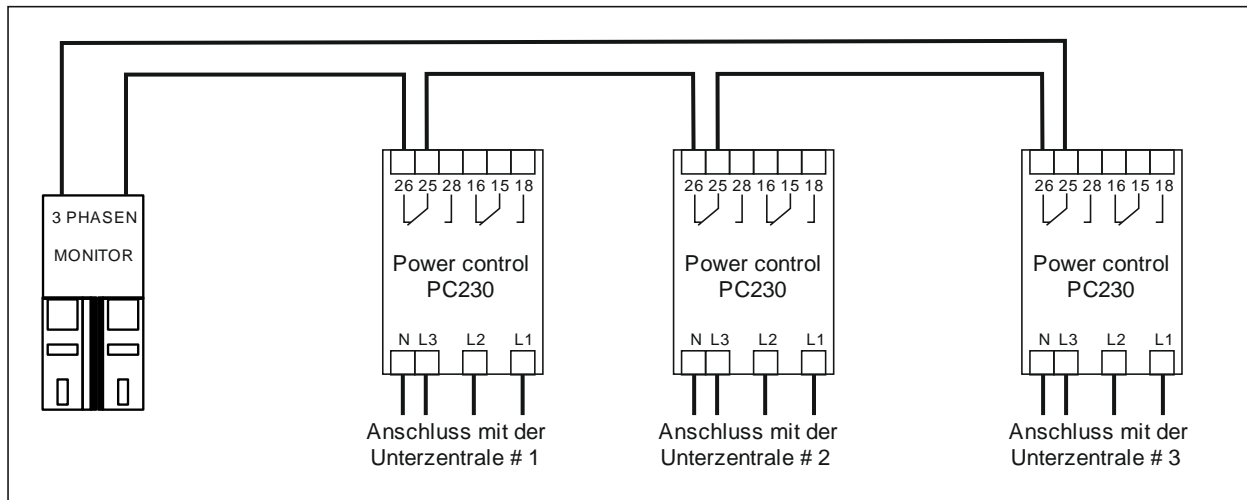 3 PHASEN
MONITOR
26 25 28 16 15 18
Power control
PC230
N L3 L2 L1
Anschluss mit der
Unterzentrale # 1
26 25 28 16 15 18
Power control
PC230
N L3 L2 L1
Anschluss mit der
Unterzentrale # 2
26 25 28 16 15 18
Power control
PC230
N L3 L2 L1
Anschluss mit der
Unterzentrale # 3